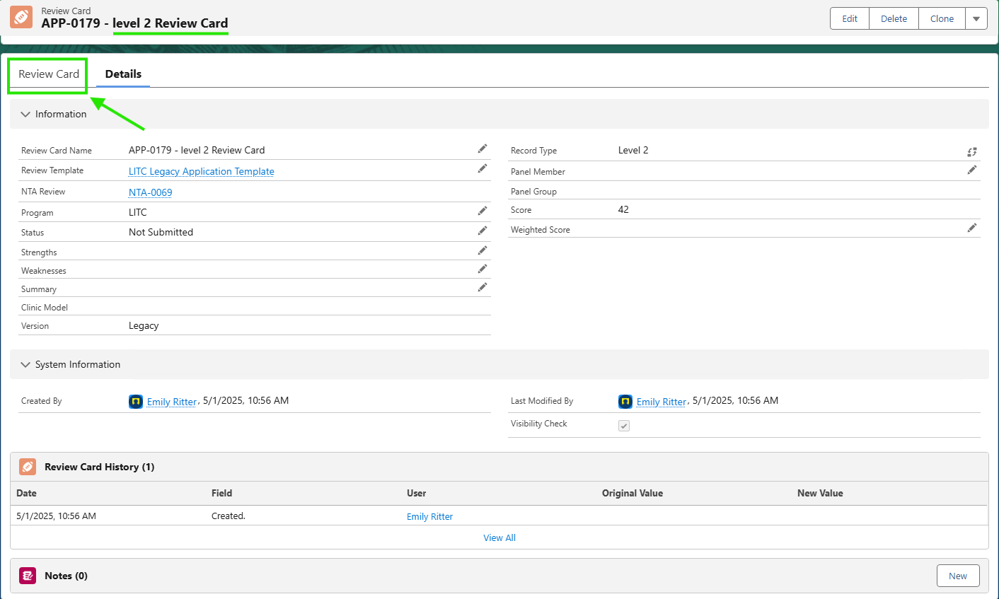 Review Card
APP-0179 - level 2 Review Card
Edit
Delete
Clone
Review Card
Details
Information
Review Card Name
APP-0179 - level 2 Review Card
Review Template
LITC Legacy Application Template
NTA Review
NTA-0069
Program
LITC
Status
Not Submitted
Strengths
Weaknesses
Summary
Clinic Model
Version
Legacy
Record Type
Level 2
Panel Member
Panel Group
Score
42
Weighted Score
System Information
Created By
Emily Ritter, 5/1/2025, 10:56 AM
Last Modified By
Emily Ritter, 5/1/2025, 10:56 AM
Visibility Check
Review Card History (1)
Date Field User Original Value New Value
5/1/2025, 10:56 AM Created. Emily Ritter
View All
Notes (0)
New